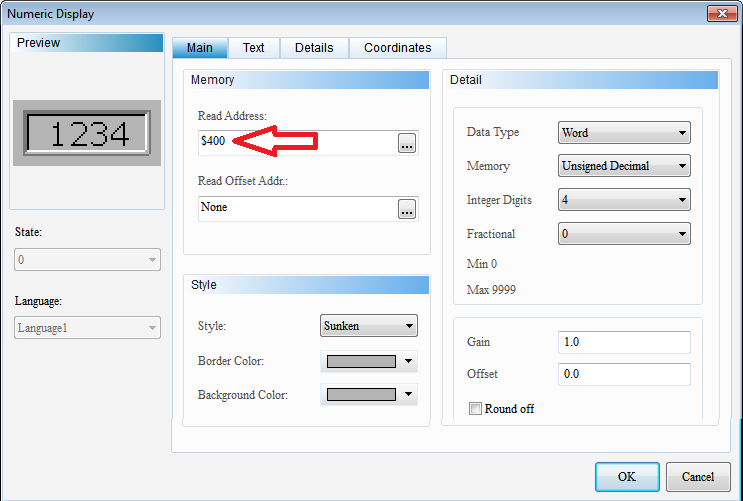 Numeric Display
Preview
1234
State:
0
Language:
Language1
Main
Text
Details
Coordinates
Memory
Read Address:
$400
...
Read Offset Addr.:
None
...
Style
Style:
Sunken
Border Color:
Background Color:
Detail
Data Type
Word
Memory
Unsigned Decimal
Integer Digits
4
Fractional
0
Min 0
Max 9999
Gain
1.0
Offset
0.0
Round off
OK
Cancel